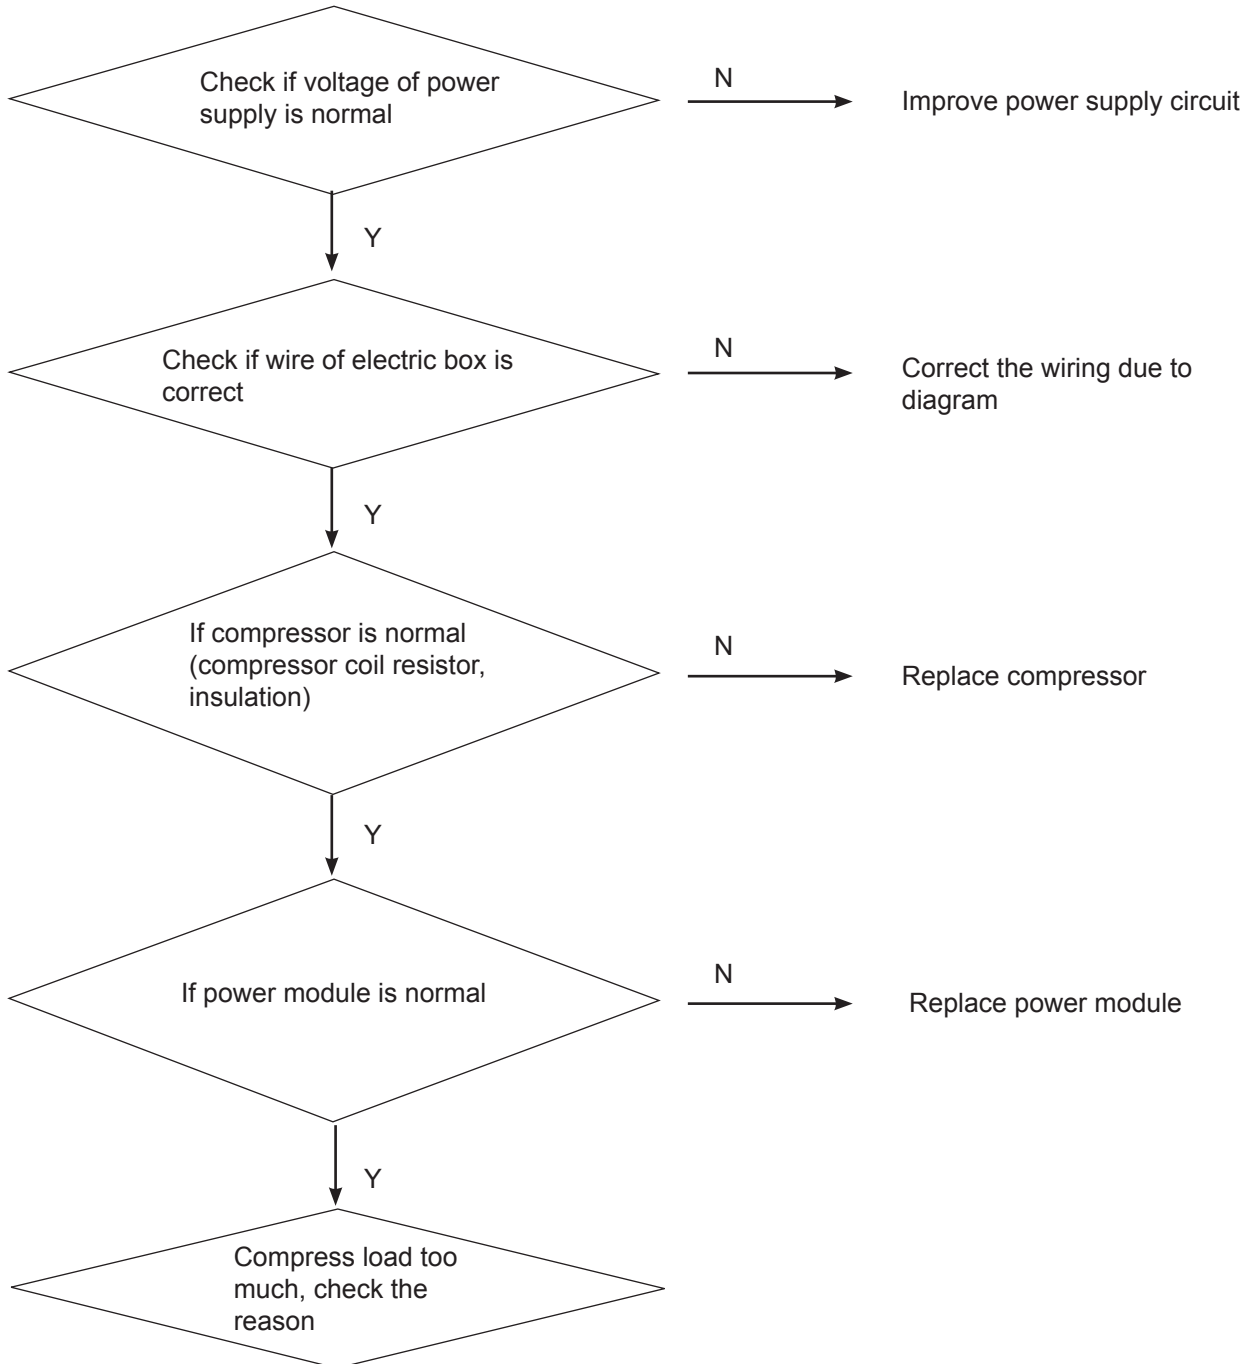 Check if voltage of power
supply is normal
N
Improve power supply circuit
Y
Check if wire of electric box is
correct
N
Correct the wiring due to
diagram
Y
If compressor is normal
(compressor coil resistor,
insulation)
N
Replace compressor
Y
If power module is normal
N
Replace power module
Y
Compress load too
much, check the
reason